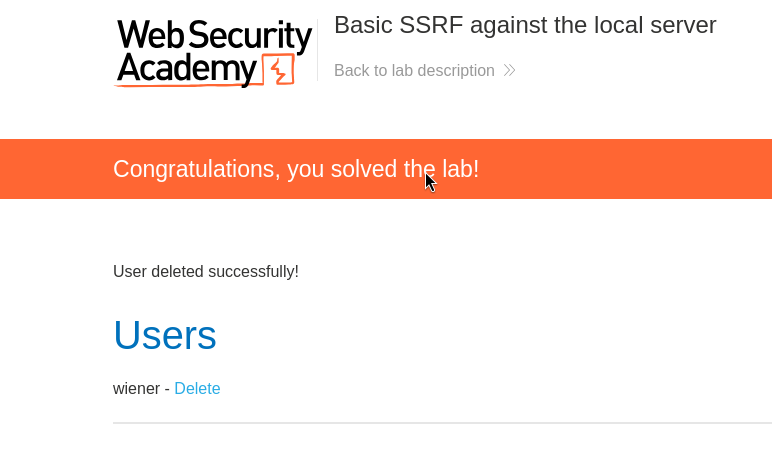 Web Security
Academy
Basic SSRF against the local server
Back to lab description
Congratulations, you solved the lab!
User deleted successfully!
Users
wiener - Delete